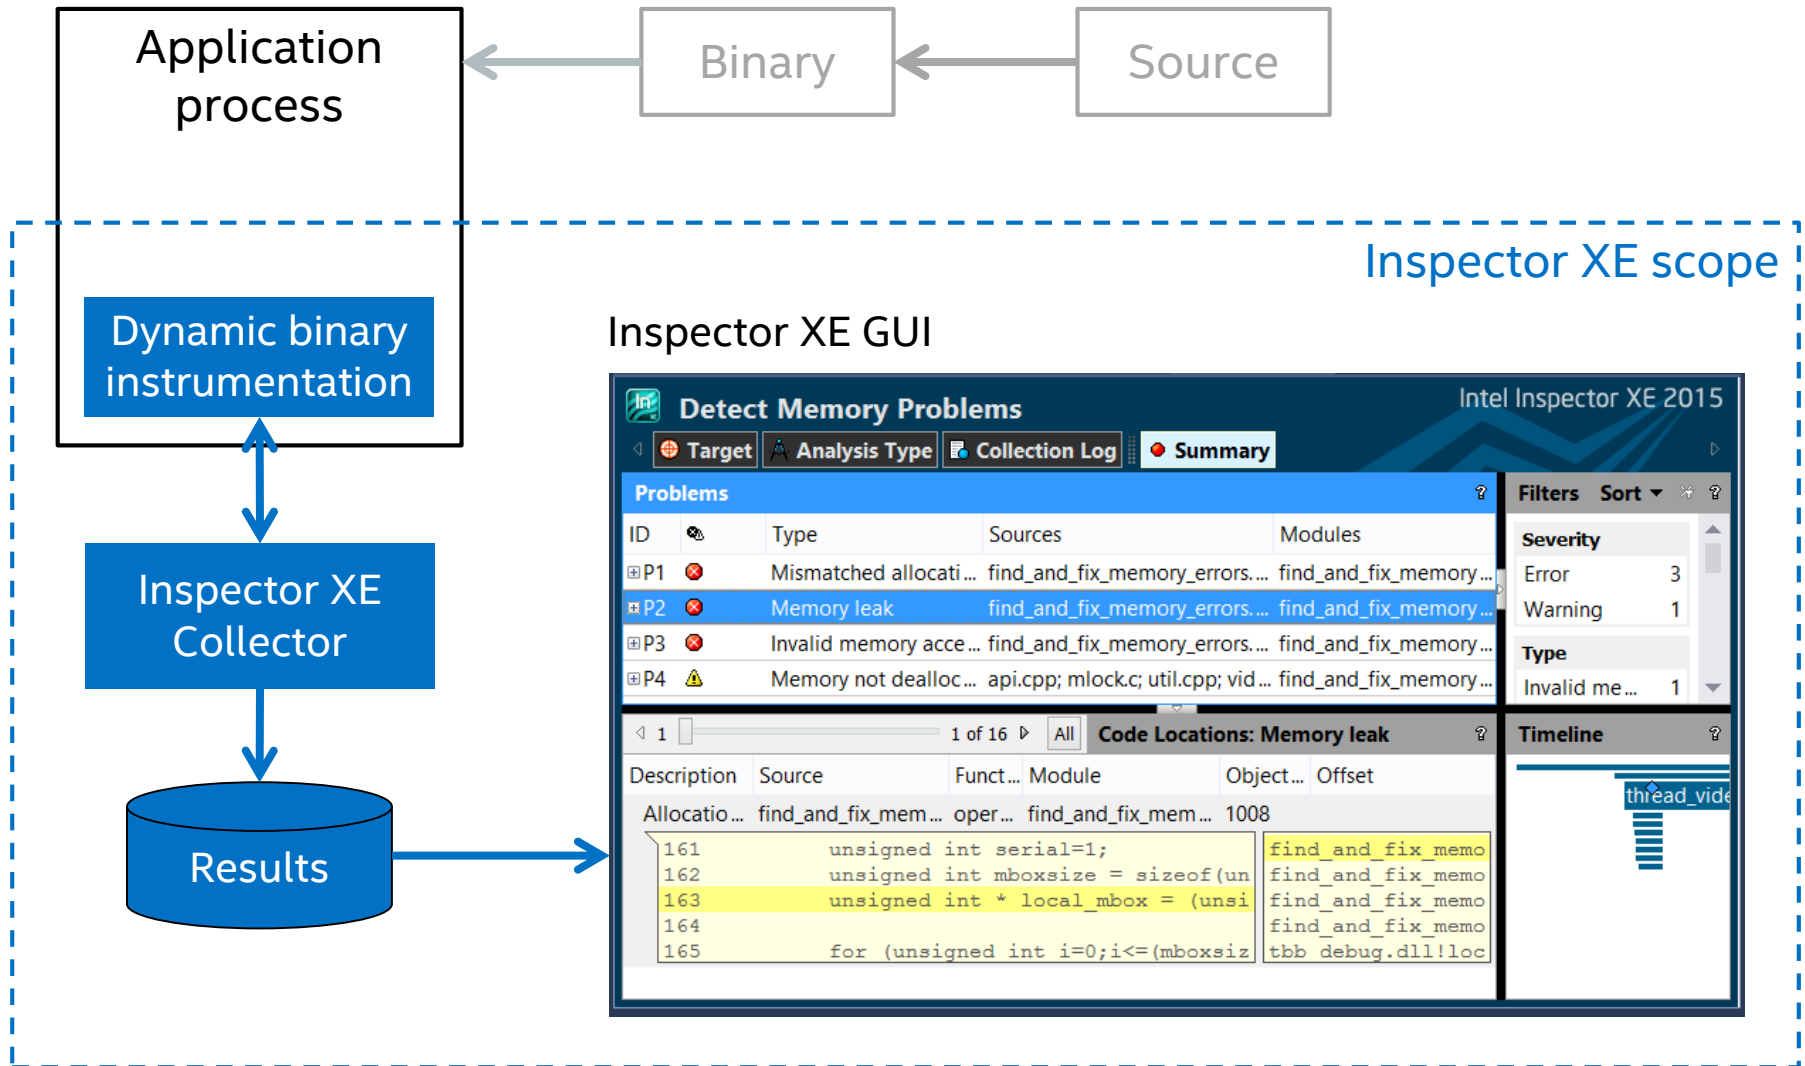 Application
process
Binary
Source
Inspector XE scope
Dynamic binary
instrumentation
Inspector XE
Collector
Results
Inspector XE GUI
Detect Memory Problems
Intel Inspector XE 2015
Target Analysis Type Collection Log Summary
Problems ?
ID Type Sources Modules
P1 Mismatched allocati... find_and_fix_memory_errors.... find_and_fix_memory...
P2 Memory leak find_and_fix_memory_errors.... find_and_fix_memory...
P3 Invalid memory acce... find_and_fix_memory_errors.... find_and_fix_memory...
P4 Memory not dealloc... api.cpp; mlock.c; util.cpp; vid... find_and_fix_memory...
Filters Sort ?
Severity
Error 3
Warning 1
Type
Invalid me... 1
1 1 of 16 All Code Locations: Memory leak ?
Description Source Funct... Module Object... Offset
Allocatio... find_and_fix_mem... oper... find_and_fix_mem... 1008
161 unsigned int serial=1; find_and_fix_memo
162 unsigned int mboxsize = sizeof(un find_and_fix_memo
163 unsigned int * local_mbox = (unsi find_and_fix_memo
164 find_and_fix_memo
165 for (unsigned int i=0;i<=(mboxsiz tbb_debug.dll!loc
Timeline ?
thread_vide